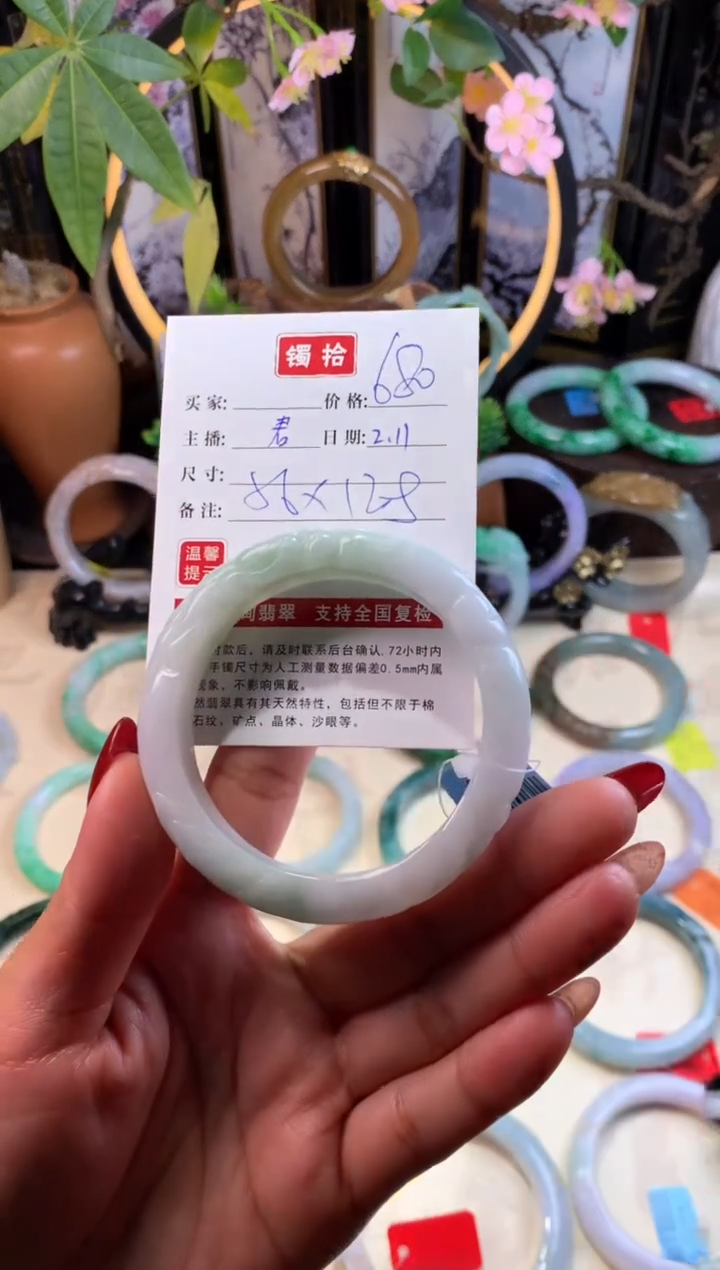 镯拾
买家: 价格: 680
主播: 君 日期: 2.11
尺寸: 56×12-8
备注:
温馨
提示
翡翠 支持全国复检
付款后，请及时联系后台确认.72小时内
手镯尺寸为人工测量数据偏差0.5mm内属
现象，不影响佩戴。
然翡翠具有其天然特性，包括但不限于棉
石纹，矿点、晶体、沙眼等。